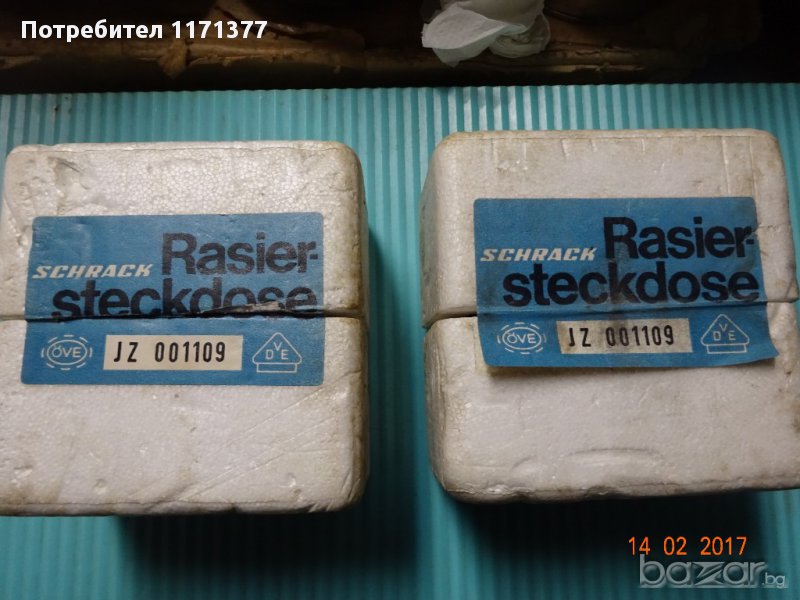 Потребител 1171377
SCHRACK Rasier-
steckdose
ÖVE JZ 001109 VDE
SCHRACK Rasier-
steckdose
ÖVE JZ 001109 VDE
14 02 2017
bazar.bg